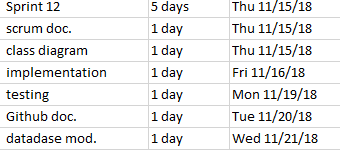 Sprint 12 5 days Thu 11/15/18
scrum doc. 1 day Thu 11/15/18
class diagram 1 day Thu 11/15/18
implementation 1 day Fri 11/16/18
testing 1 day Mon 11/19/18
Github doc. 1 day Tue 11/20/18
datadase mod. 1 day Wed 11/21/18